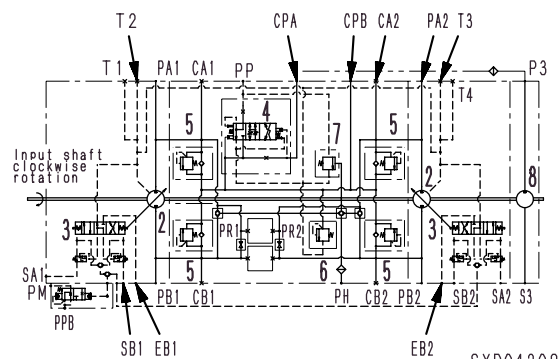 T2 CPA CPB CA2 PA2 T3
T1 PA1 CA1 PP P3
T4
5 4 7 5
Input shaft
clockwise
rotation
2 2 8
3 PR1 PR2 3
SA1 5 6 5
PM PB1 CB1 PH CB2 PB2 SB2 SA2 S3
PPB
SB1 EB1 EB2